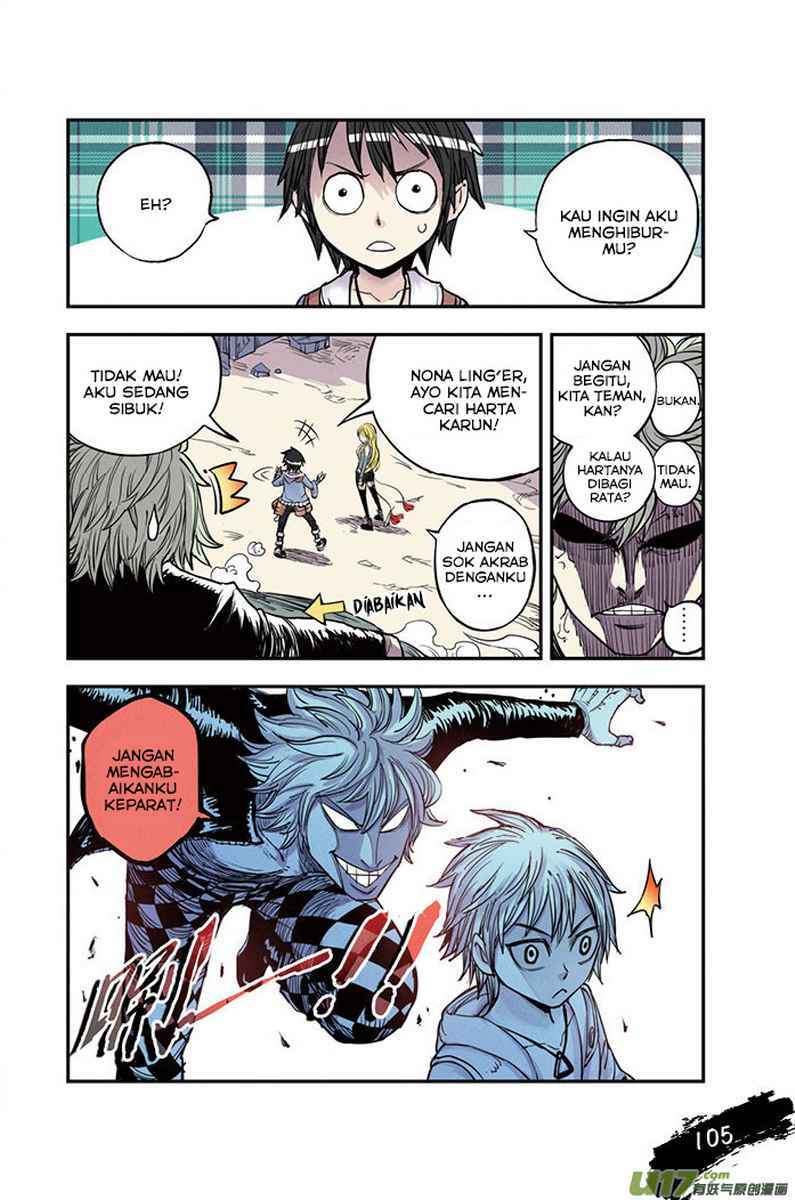 EH?
KAU INGIN AKU
MENGHIBUR-
MU?
TIDAK MAU!
AKU SEDANG
SIBUK!
NONA LING'ER,
AYO KITA MEN-
CARI HARTA
KARUN!
JANGAN
SOK AKRAB
DENGANKU
...
DIABAIKAN
JANGAN
BEGITU,
KITA TEMAN,
KAN?
BUKAN.
KALAU
HARTANYA
DIBAGI
RATA?
TIDAK
MAU.
......
JANGAN
MENGAB-
AIKANKU
KEPARAT!
唰——!!
105
U17
有妖气原创漫画